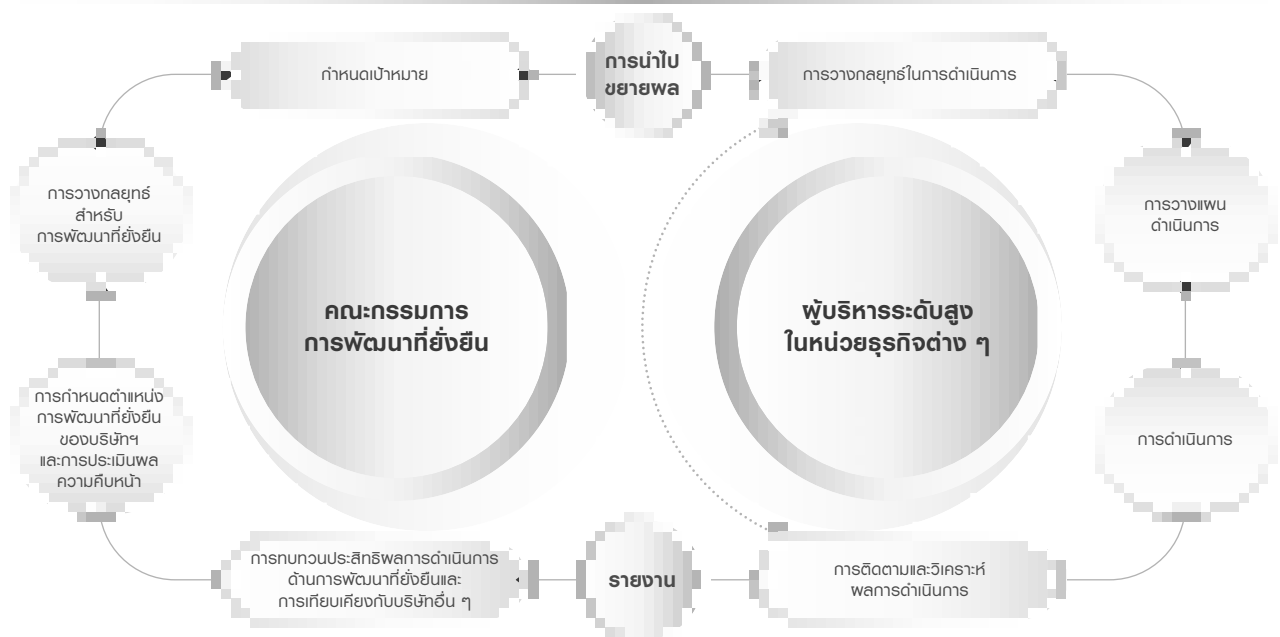 กำหนดเป้าหมาย
การนำไป
ขยายผล
การวางกลยุทธ์ในการดำเนินการ
การวางกลยุทธ์
สำหรับ
การพัฒนาที่ยั่งยืน
การวางแผน
ดำเนินการ
คณะกรรมการ
การพัฒนาที่ยั่งยืน
ผู้บริหารระดับสูง
ในหน่วยธุรกิจต่าง ๆ
การกำหนดตำแหน่ง
การพัฒนาที่ยั่งยืน
ของบริษัทฯ
และการประเมินผล
ความคืบหน้า
การดำเนินการ
การทบทวนประสิทธิผลการดำเนินการ
ด้านการพัฒนาที่ยั่งยืนและ
การเทียบเคียงกับบริษัทอื่น ๆ
รายงาน
การติดตามและวิเคราะห์
ผลการดำเนินการ